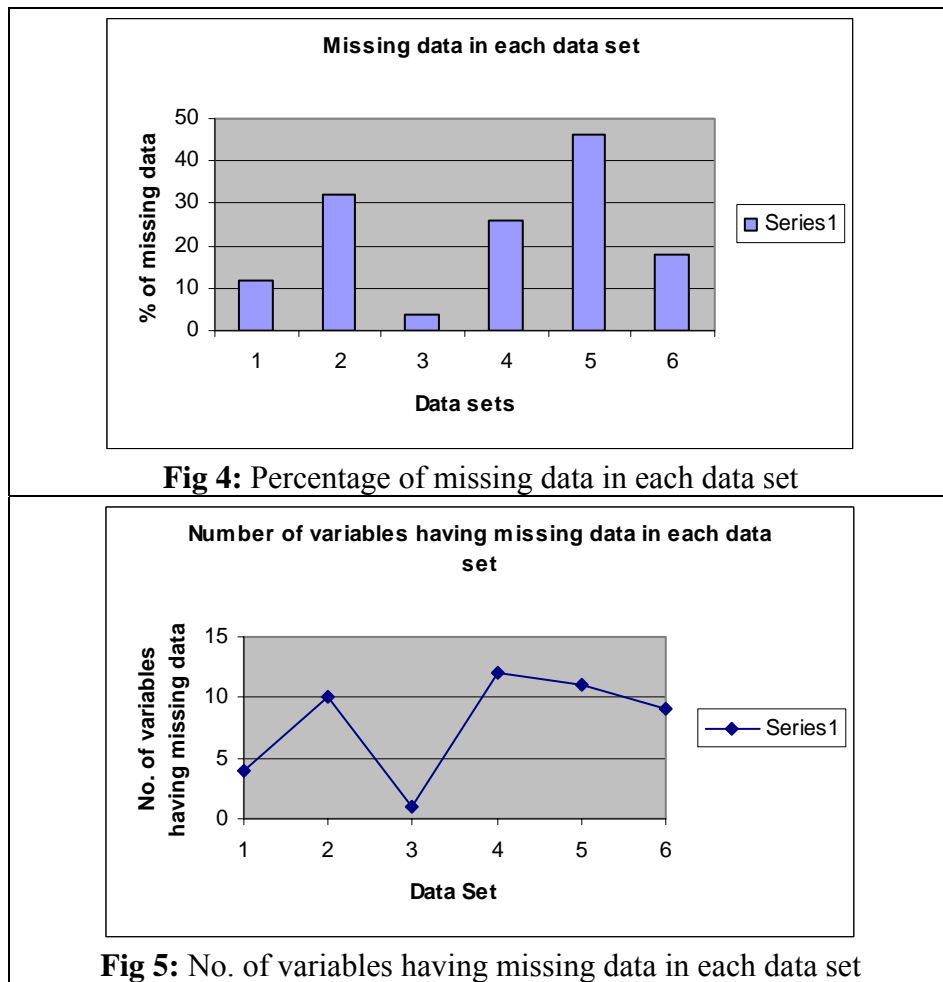 Missing data in each data set
50
40
30
20
10
0
% of missing data
1 2 3 4 5 6
Data sets
Series1
Fig 4: Percentage of missing data in each data set
Number of variables having missing data in each data
set
15
10
5
0
No. of variables
having missing data
1 2 3 4 5 6
Data Set
Series1
Fig 5: No. of variables having missing data in each data set